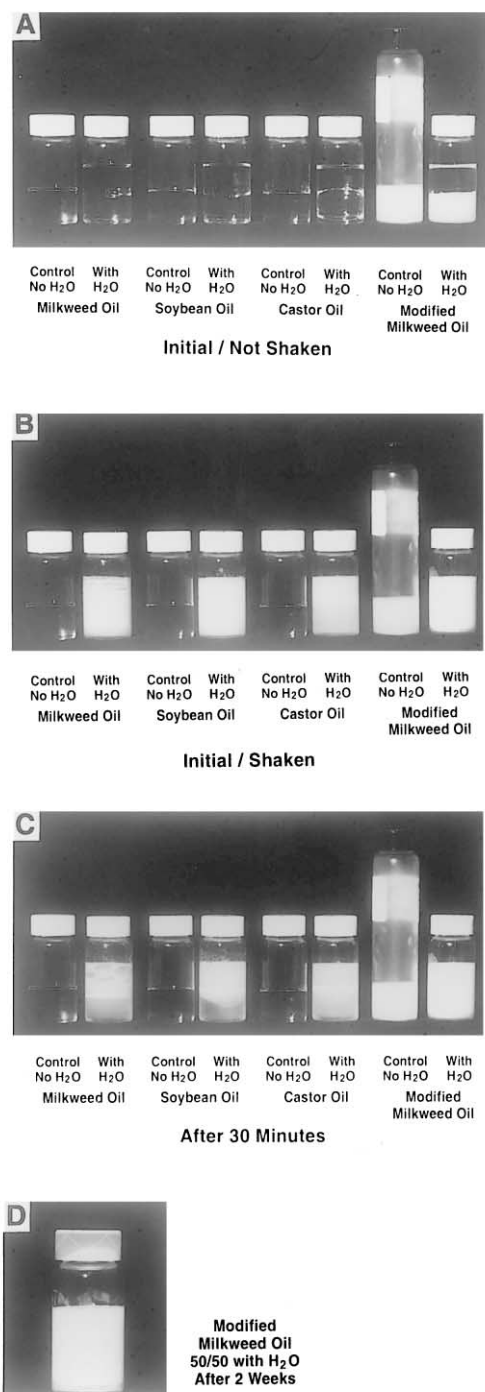 A
Control With Control With Control With Control With
No H₂O H₂O No H₂O H₂O No H₂O H₂O No H₂O H₂O
Milkweed Oil Soybean Oil Castor Oil Modified
Milkweed Oil
Initial / Not Shaken
B
Control With Control With Control With Control With
No H₂O H₂O No H₂O H₂O No H₂O H₂O No H₂O H₂O
Milkweed Oil Soybean Oil Castor Oil Modified
Milkweed Oil
Initial / Shaken
C
Control With Control With Control With Control With
No H₂O H₂O No H₂O H₂O No H₂O H₂O No H₂O H₂O
Milkweed Oil Soybean Oil Castor Oil Modified
Milkweed Oil
After 30 Minutes
D
Modified
Milkweed Oil
50/50 with H₂O
After 2 Weeks